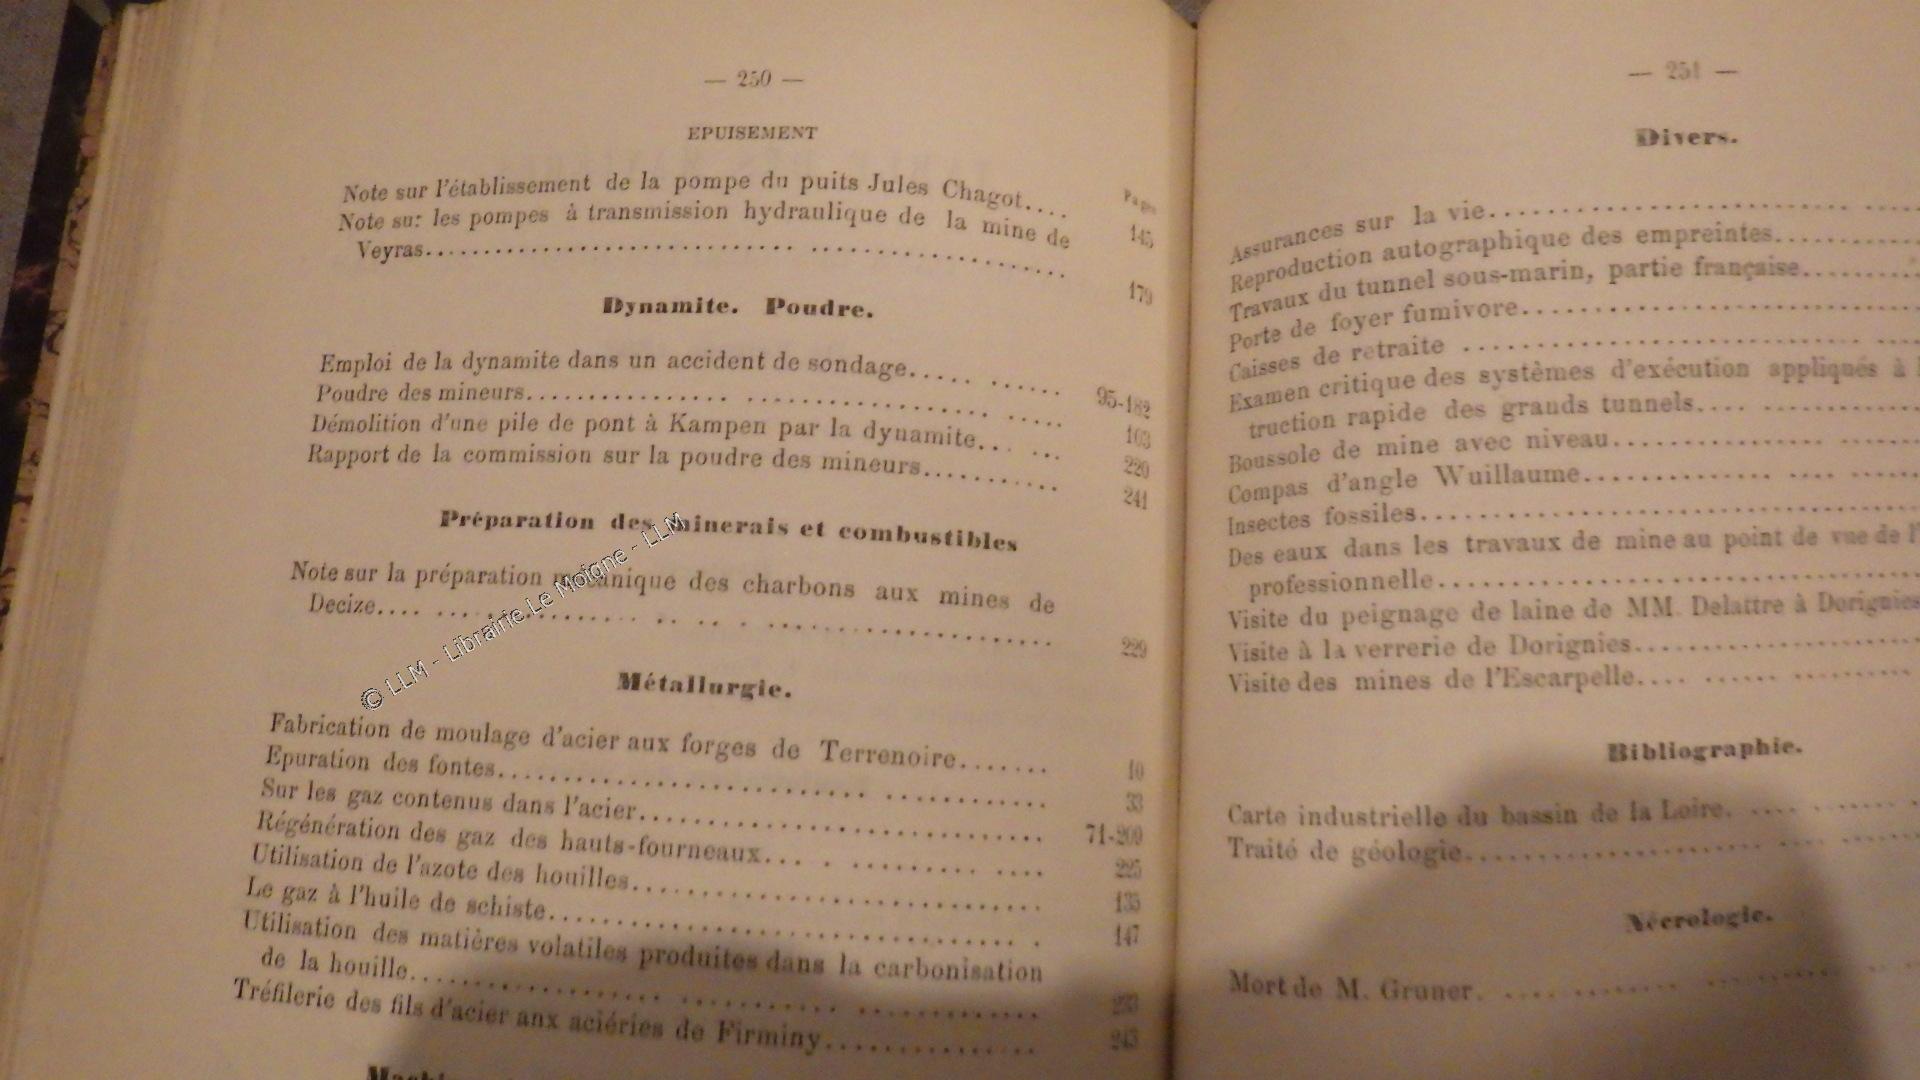 — 250 —
EPUISEMENT
Pages
Note sur l'établissement de la pompe du puits Jules Chagot.... 145
Note sur les pompes à transmission hydraulique de la mine de
Veyras........ 179
Dynamite. Poudre.
Emploi de la dynamite dans un accident de sondage..... ...... 95-182
Poudre des mineurs........ 103
Démolition d'une pile de pont à Kampen par la dynamite... ... 220
Rapport de la commission sur la poudre des mineurs........... 241
Préparation des minerais et combustibles
Note sur la préparation mécanique des charbons aux mines de
Decize........ 229
Métallurgie.
Fabrication de moulage d'acier aux forges de Terrenoire....... 10
Epuration des fontes........ 33
Sur les gaz contenus dans l'acier........ 71-209
Régénération des gaz des hauts-fourneaux... . ......... .... 225
Utilisation de l'azote des houilles........ 135
Le gaz à l'huile de schiste........ 147
Utilisation des matières volatiles produites dans la carbonisation
de la houille........ 233
Tréfilerie des fils d'acier anx aciéries de Firminy........ 243
© LLM - Librairie Le Moigne - LLM
— 251 —
Divers.
Assurances sur la vie........
Reproduction autographique des empreintes........
Travaux du tunnel sous-marin, partie française........
Porte de foyer fumivore........
Caisses de retraite ........
Examen critique des systèmes d'exécution appliqués à
truction rapide des grands tunnels........
Boussole de mine avec niveau........
Compas d'angle Wuillaume........
Insectes fossiles........
Des eaux dans les travaux de mine au point de vue de l'
professionnelle........
Visite du peignage de laine de MM. Delattre à Dorignies
Visite à la verrerie de Dorignies........
Visite des mines de l'Escarpelle........
Bibliographie.
Carte industrielle du bassin de la Loire. ....
Traité de géologie........
Nécrologie.
Mort de M. Gruner. ........